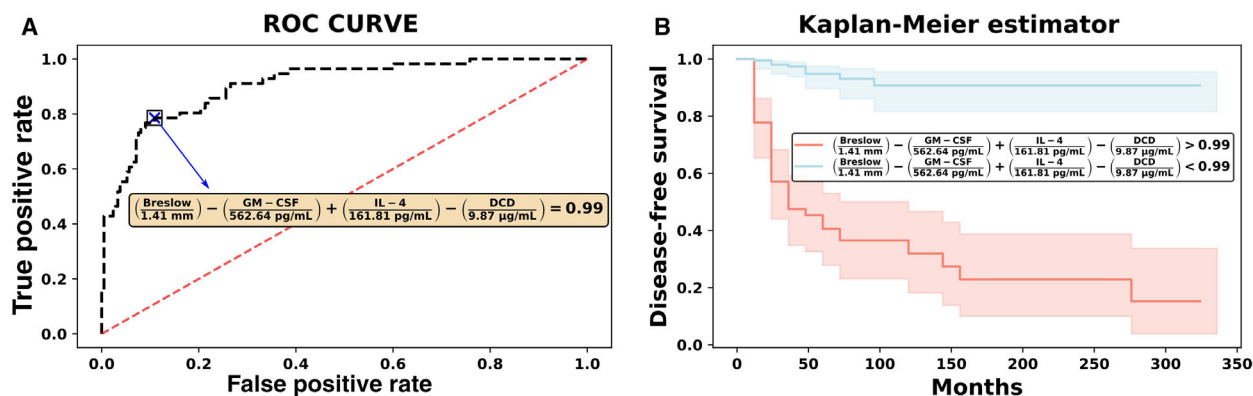 A
ROC CURVE
True positive rate
1.0
0.8
0.6
0.4
0.2
0.0
(Breslow / 1.41 mm) − (GM − CSF / 562.64 pg/mL) + (IL − 4 / 161.81 pg/mL) − (DCD / 9.87 µg/mL) = 0.99
0.0 0.2 0.4 0.6 0.8 1.0
False positive rate
B
Kaplan-Meier estimator
Disease-free survival
1.0
0.8
0.6
0.4
0.2
0.0
(Breslow / 1.41 mm) − (GM − CSF / 562.64 pg/mL) + (IL − 4 / 161.81 pg/mL) − (DCD / 9.87 µg/mL) > 0.99
(Breslow / 1.41 mm) − (GM − CSF / 562.64 pg/mL) + (IL − 4 / 161.81 pg/mL) − (DCD / 9.87 µg/mL) < 0.99
0 50 100 150 200 250 300 350
Months